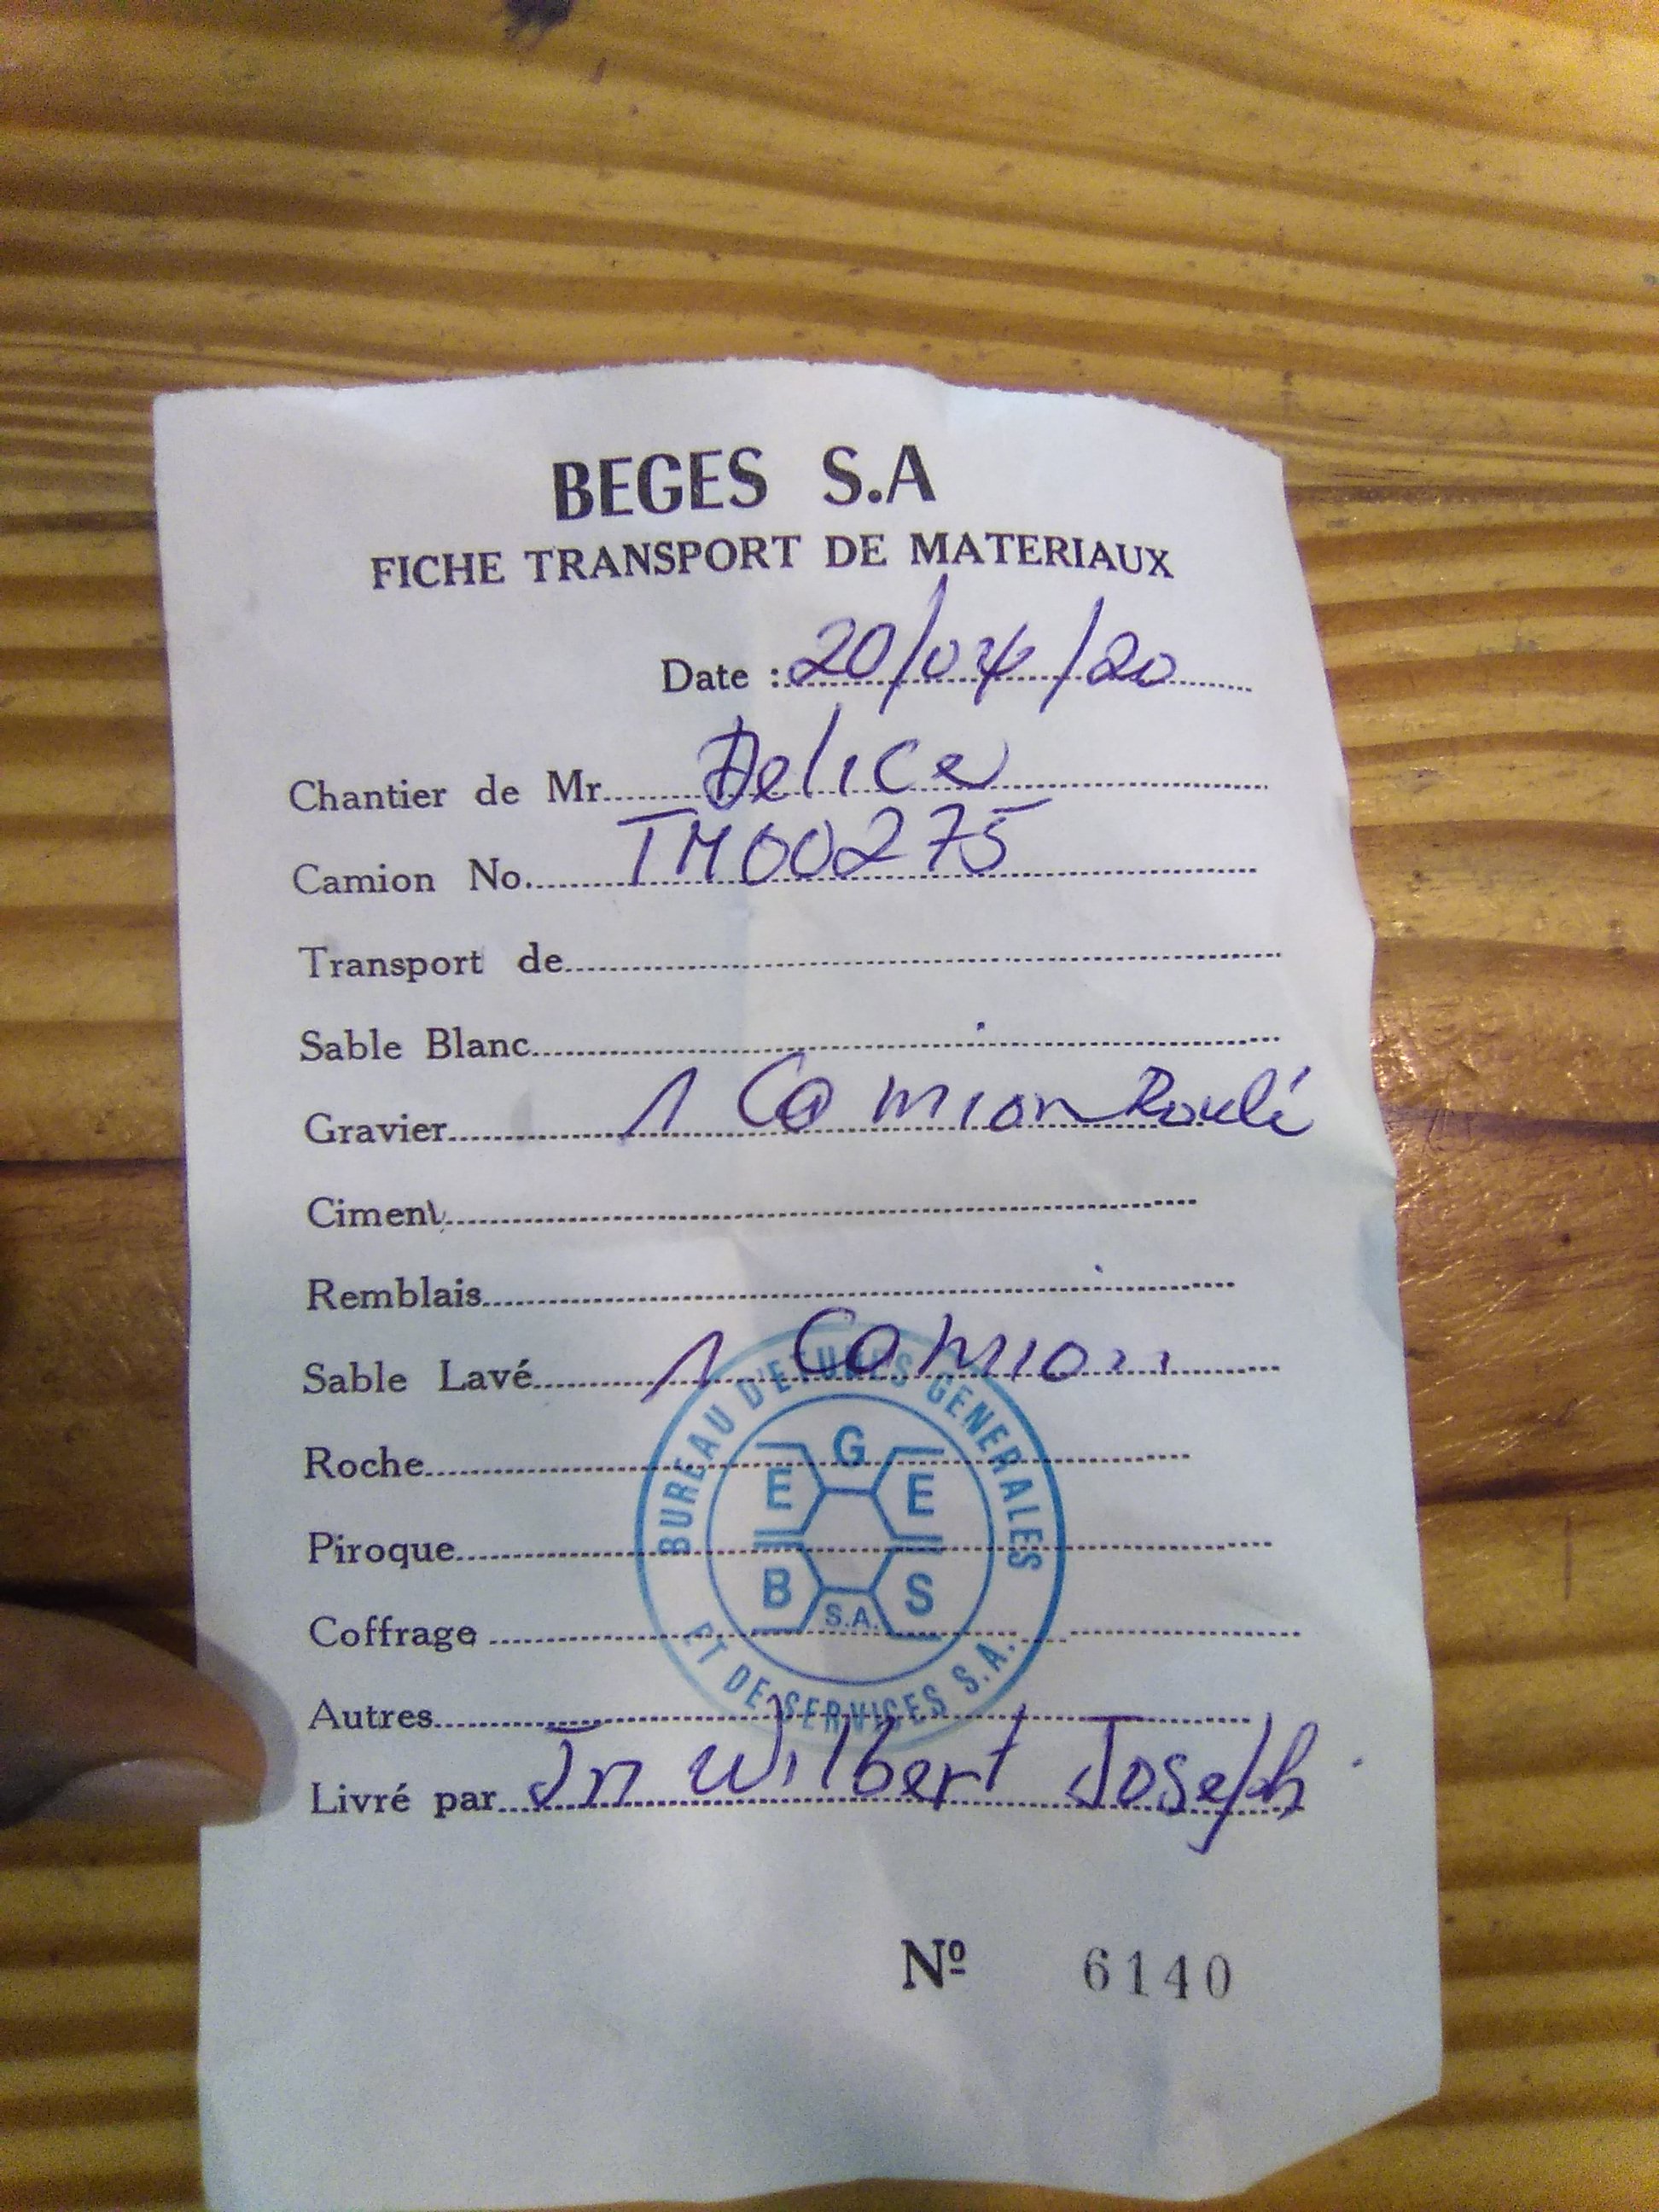 BEGES S.A
FICHE TRANSPORT DE MATERIAUX
Date : 20/04/20
Chantier de Mr. Delice
Camion No. TM00275
Transport de
Sable Blanc
Gravier 1 Camion Roulé
Ciment
Remblais
Sable Lavé 1 Camion
Roche
Piroque
Coffrage
Autres
Livré par Jn Wilbert Joseph
Nº 6140
BUREAU D'ETUDES GENERALES
ET DE SERVICES S.A.
B E G E S
S.A.